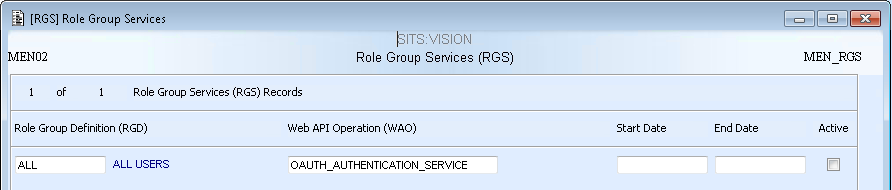 [RGS] Role Group Services
SITS:VISION
MEN02 Role Group Services (RGS) MEN_RGS
1 of 1 Role Group Services (RGS) Records
Role Group Definition (RGD) Web API Operation (WAO) Start Date End Date Active
ALL ALL USERS OAUTH_AUTHENTICATION_SERVICE